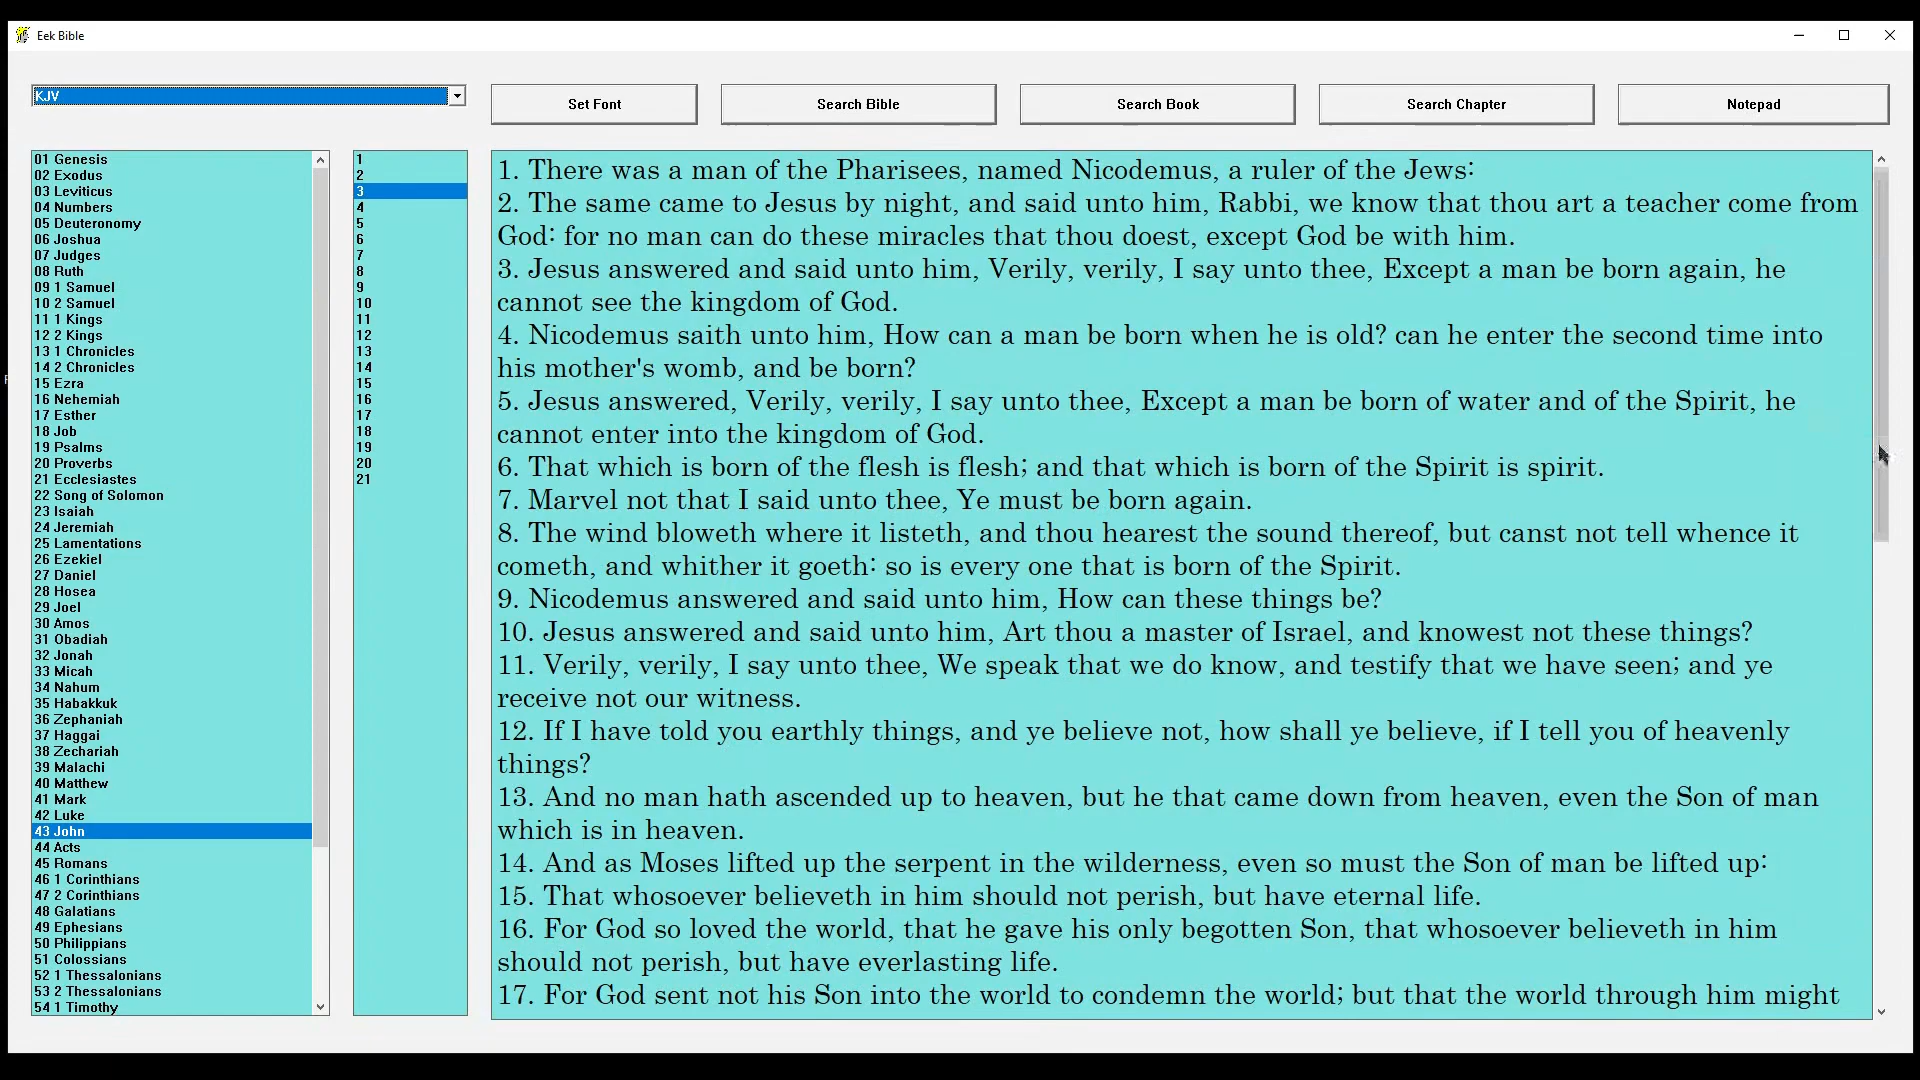 Eek Bible
KJV
Set Font
Search Bible
Search Book
Search Chapter
Notepad
01 Genesis
02 Exodus
03 Leviticus
04 Numbers
05 Deuteronomy
06 Joshua
07 Judges
08 Ruth
09 1 Samuel
10 2 Samuel
11 1 Kings
12 2 Kings
13 1 Chronicles
14 2 Chronicles
15 Ezra
16 Nehemiah
17 Esther
18 Job
19 Psalms
20 Proverbs
21 Ecclesiastes
22 Song of Solomon
23 Isaiah
24 Jeremiah
25 Lamentations
26 Ezekiel
27 Daniel
28 Hosea
29 Joel
30 Amos
31 Obadiah
32 Jonah
33 Micah
34 Nahum
35 Habakkuk
36 Zephaniah
37 Haggai
38 Zechariah
39 Malachi
40 Matthew
41 Mark
42 Luke
43 John
44 Acts
45 Romans
46 1 Corinthians
47 2 Corinthians
48 Galatians
49 Ephesians
50 Philippians
51 Colossians
52 1 Thessalonians
53 2 Thessalonians
54 1 Timothy
1
2
3
4
5
6
7
8
9
10
11
12
13
14
15
16
17
18
19
20
21
1. There was a man of the Pharisees, named Nicodemus, a ruler of the Jews:
2. The same came to Jesus by night, and said unto him, Rabbi, we know that thou art a teacher come from
God: for no man can do these miracles that thou doest, except God be with him.
3. Jesus answered and said unto him, Verily, verily, I say unto thee, Except a man be born again, he
cannot see the kingdom of God.
4. Nicodemus saith unto him, How can a man be born when he is old? can he enter the second time into
his mother's womb, and be born?
5. Jesus answered, Verily, verily, I say unto thee, Except a man be born of water and of the Spirit, he
cannot enter into the kingdom of God.
6. That which is born of the flesh is flesh; and that which is born of the Spirit is spirit.
7. Marvel not that I said unto thee, Ye must be born again.
8. The wind bloweth where it listeth, and thou hearest the sound thereof, but canst not tell whence it
cometh, and whither it goeth: so is every one that is born of the Spirit.
9. Nicodemus answered and said unto him, How can these things be?
10. Jesus answered and said unto him, Art thou a master of Israel, and knowest not these things?
11. Verily, verily, I say unto thee, We speak that we do know, and testify that we have seen; and ye
receive not our witness.
12. If I have told you earthly things, and ye believe not, how shall ye believe, if I tell you of heavenly
things?
13. And no man hath ascended up to heaven, but he that came down from heaven, even the Son of man
which is in heaven.
14. And as Moses lifted up the serpent in the wilderness, even so must the Son of man be lifted up:
15. That whosoever believeth in him should not perish, but have eternal life.
16. For God so loved the world, that he gave his only begotten Son, that whosoever believeth in him
should not perish, but have everlasting life.
17. For God sent not his Son into the world to condemn the world; but that the world through him might